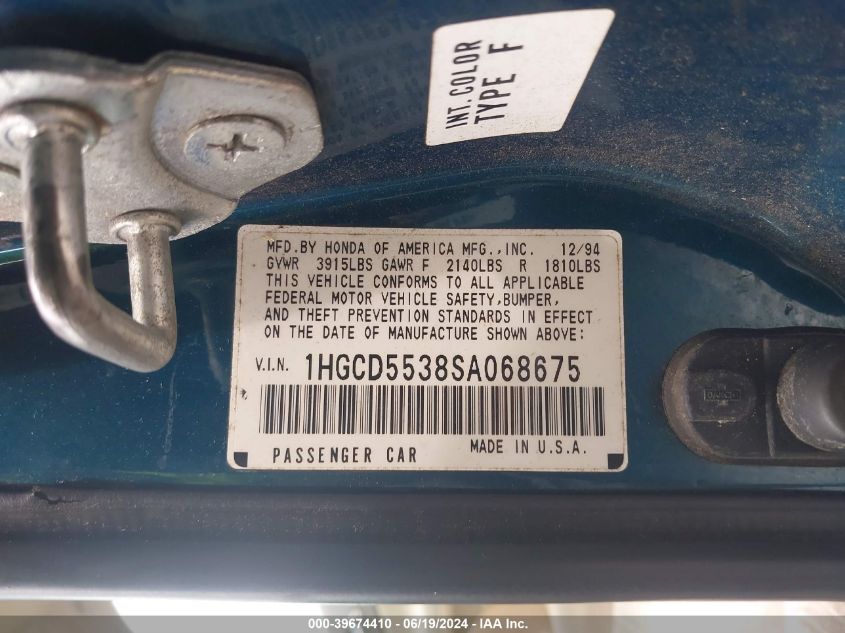 INT. COLOR
TYPE F
MFD.BY HONDA OF AMERICA MFG.,INC. 12/94
GVWR 3915LBS GAWR F 2140LBS R 1810LBS
THIS VEHICLE CONFORMS TO ALL APPLICABLE
FEDERAL MOTOR VEHICLE SAFETY,BUMPER,
AND THEFT PREVENTION STANDARDS IN EFFECT
ON THE DATE OF MANUFACTURE SHOWN ABOVE:
V.I.N. 1HGCD5538SA068675
PASSENGER CAR MADE IN U.S.A.
000-39674410 - 06/19/2024 - IAA Inc.